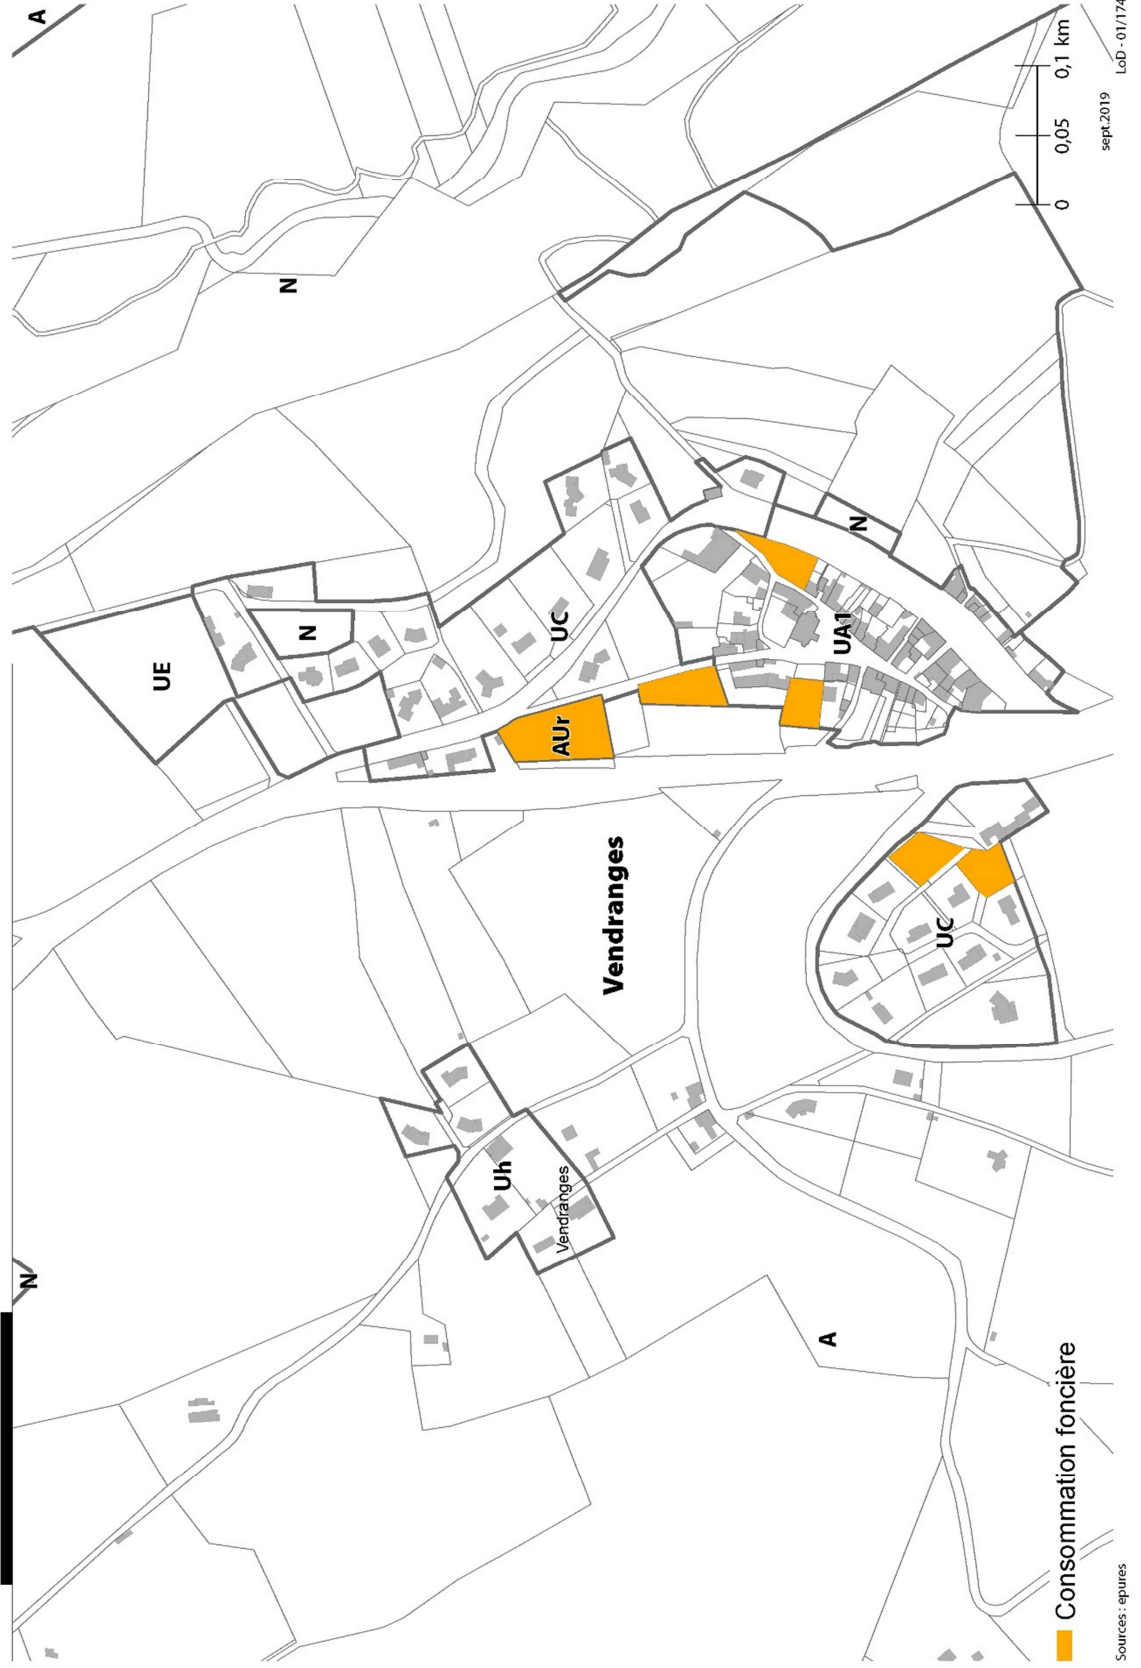 A
N
UE
N
UC
AUr
UA1
N
Vendranges
UC
Uh
Vendranges
N
A
Consommation foncière
0 0,05 0,1 km
sept.2019
Sources : epures
LoD - 01/174